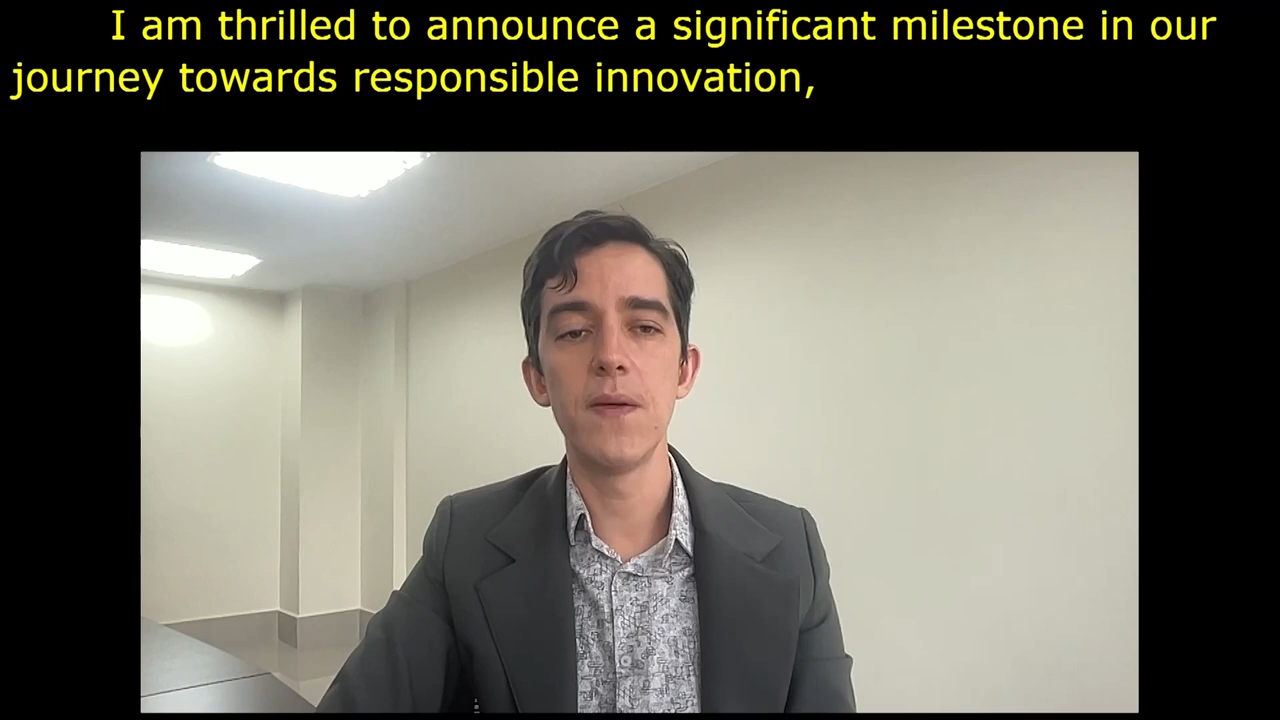 I am thrilled to announce a significant milestone in our
journey towards responsible innovation,